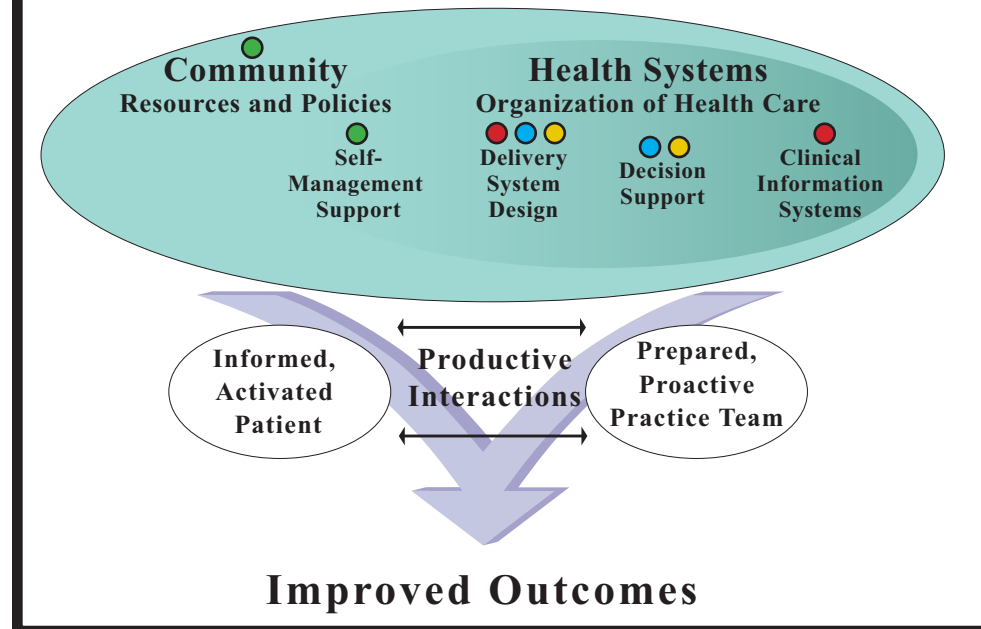 Community
Resources and Policies
Health Systems
Organization of Health Care
Self-
Management
Support
Delivery
System
Design
Decision
Support
Clinical
Information
Systems
Informed,
Activated
Patient
Productive
Interactions
Prepared,
Proactive
Practice Team
Improved Outcomes